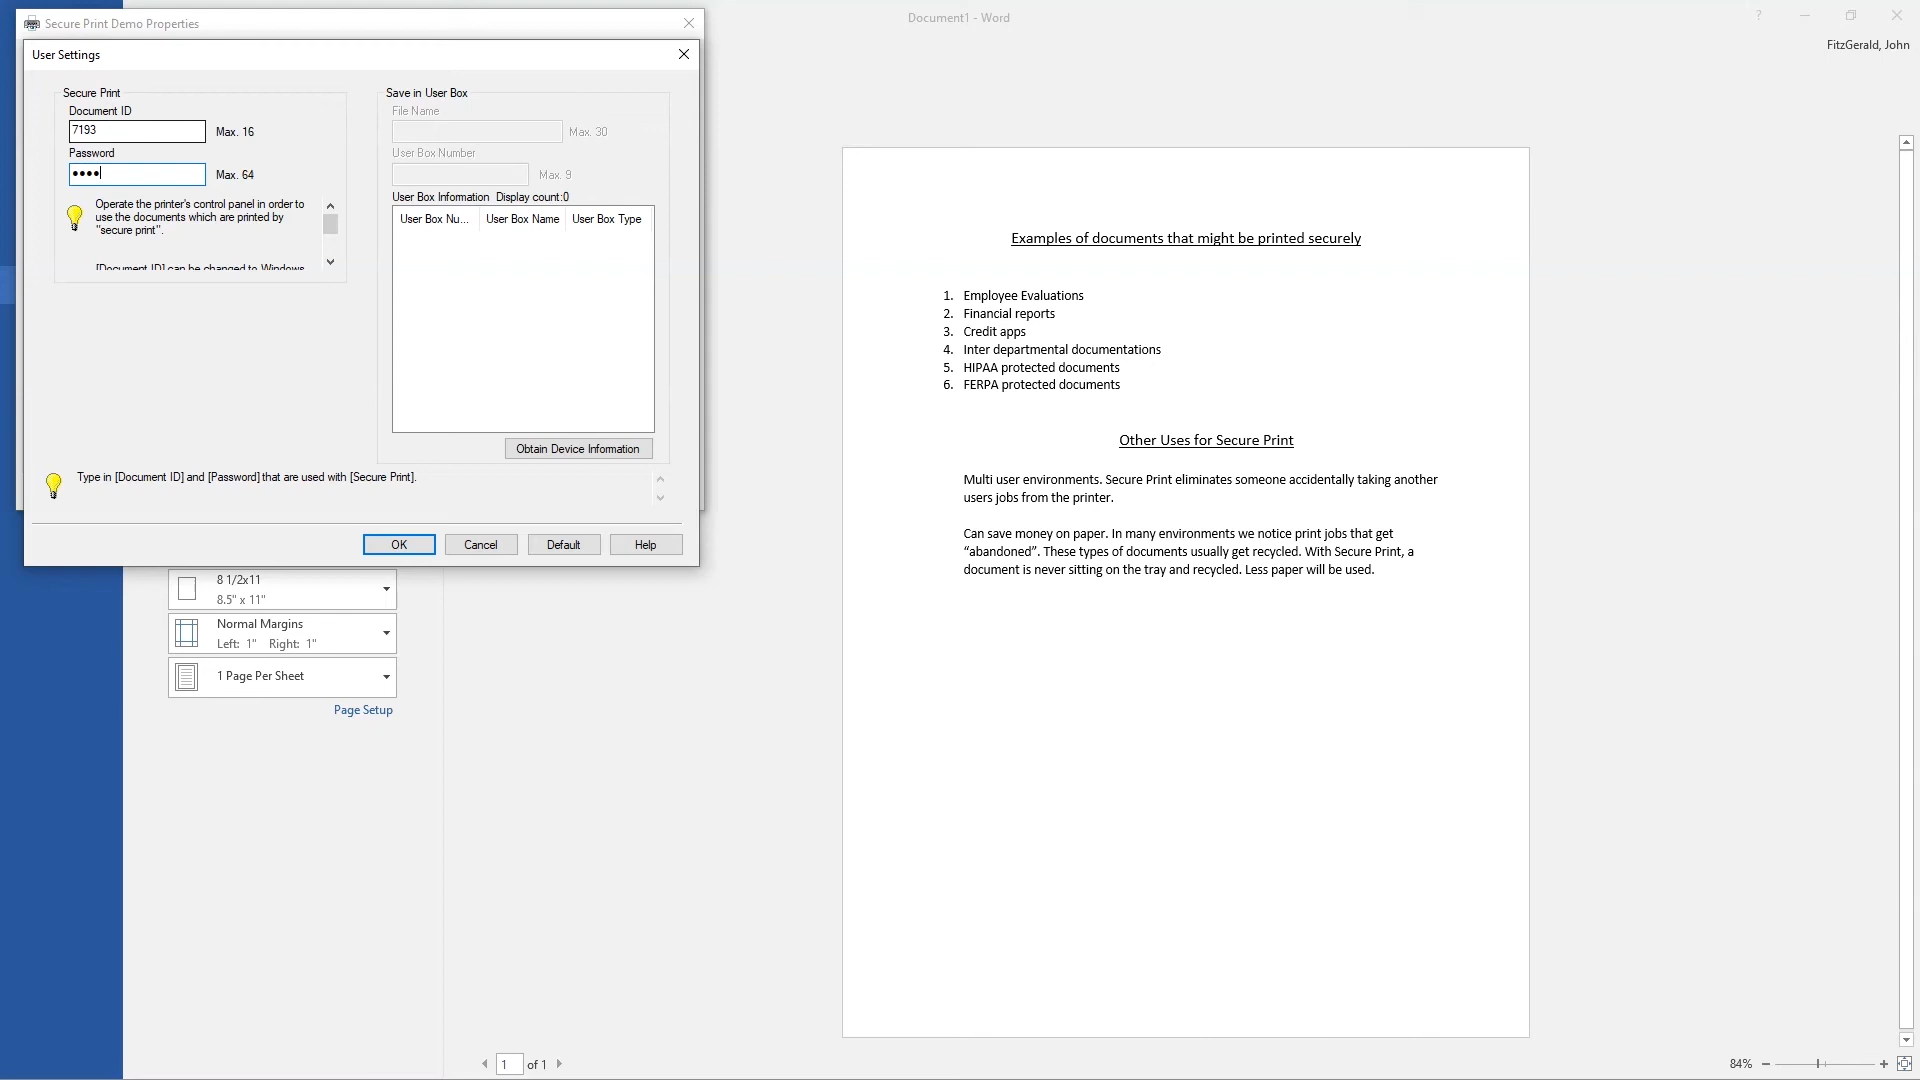 Secure Print Demo Properties
Document1 - Word
?
FitzGerald, John
User Settings
Secure Print
Document ID
7193
Max. 16
Password
••••
Max. 64
Operate the printer's control panel in order to
use the documents which are printed by
"secure print".
[Document ID] can be changed to Windows
Save in User Box
File Name
Max. 30
User Box Number
Max. 9
User Box Information Display count:0
User Box Nu... User Box Name User Box Type
Obtain Device Information
Type in [Document ID] and [Password] that are used with [Secure Print].
OK Cancel Default Help
8 1/2x11
8.5" x 11"
Normal Margins
Left: 1" Right: 1"
1 Page Per Sheet
Page Setup
Examples of documents that might be printed securely
1. Employee Evaluations
2. Financial reports
3. Credit apps
4. Inter departmental documentations
5. HIPAA protected documents
6. FERPA protected documents
Other Uses for Secure Print
Multi user environments. Secure Print eliminates someone accidentally taking another
users jobs from the printer.
Can save money on paper. In many environments we notice print jobs that get
“abandoned”. These types of documents usually get recycled. With Secure Print, a
document is never sitting on the tray and recycled. Less paper will be used.
1 of 1
84%